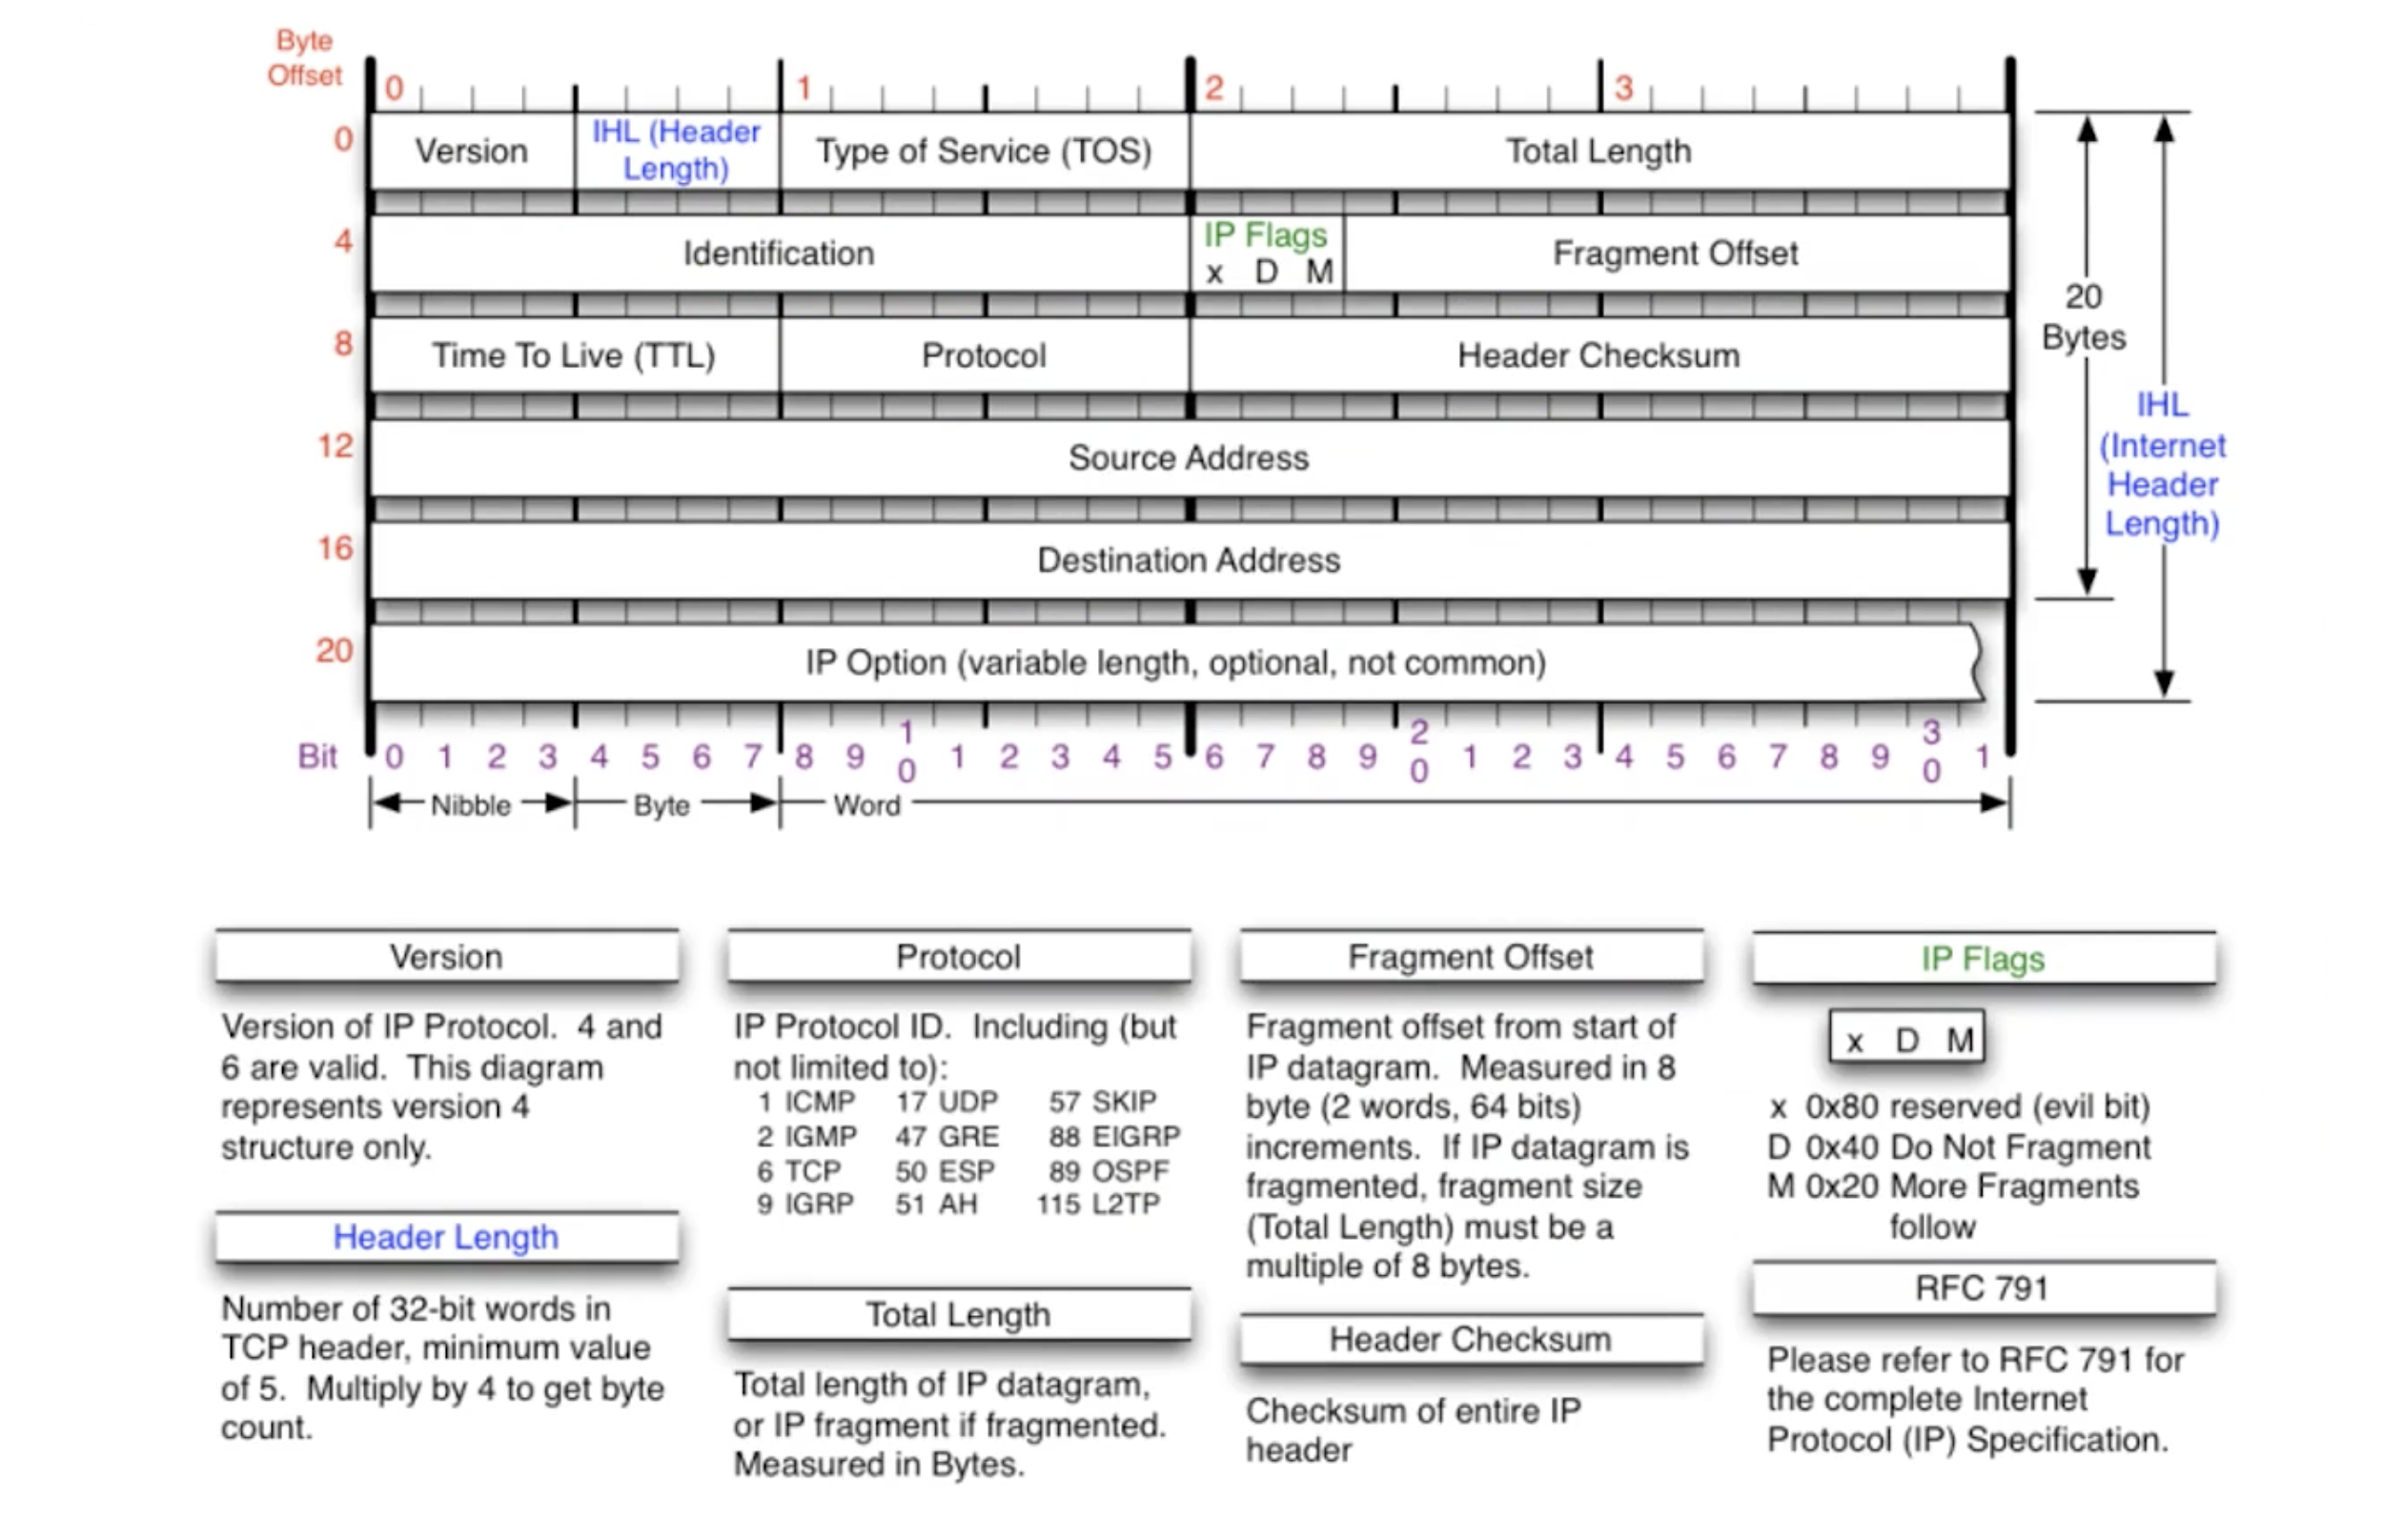 Byte
Offset
0 1 2 3
0 Version IHL (Header Length) Type of Service (TOS) Total Length
4 Identification IP Flags x D M Fragment Offset
8 Time To Live (TTL) Protocol Header Checksum
12 Source Address
16 Destination Address
20 IP Option (variable length, optional, not common)
20
Bytes
IHL
(Internet
Header
Length)
Bit 0 1 2 3 4 5 6 7 8 9 10 1 2 3 4 5 6 7 8 9 20 1 2 3 4 5 6 7 8 9 30 1
Nibble Byte Word
Version
Version of IP Protocol. 4 and
6 are valid. This diagram
represents version 4
structure only.
Header Length
Number of 32-bit words in
TCP header, minimum value
of 5. Multiply by 4 to get byte
count.
Protocol
IP Protocol ID. Including (but
not limited to):
1 ICMP 17 UDP 57 SKIP
2 IGMP 47 GRE 88 EIGRP
6 TCP 50 ESP 89 OSPF
9 IGRP 51 AH 115 L2TP
Total Length
Total length of IP datagram,
or IP fragment if fragmented.
Measured in Bytes.
Fragment Offset
Fragment offset from start of
IP datagram. Measured in 8
byte (2 words, 64 bits)
increments. If IP datagram is
fragmented, fragment size
(Total Length) must be a
multiple of 8 bytes.
Header Checksum
Checksum of entire IP
header
IP Flags
x D M
x 0x80 reserved (evil bit)
D 0x40 Do Not Fragment
M 0x20 More Fragments
follow
RFC 791
Please refer to RFC 791 for
the complete Internet
Protocol (IP) Specification.